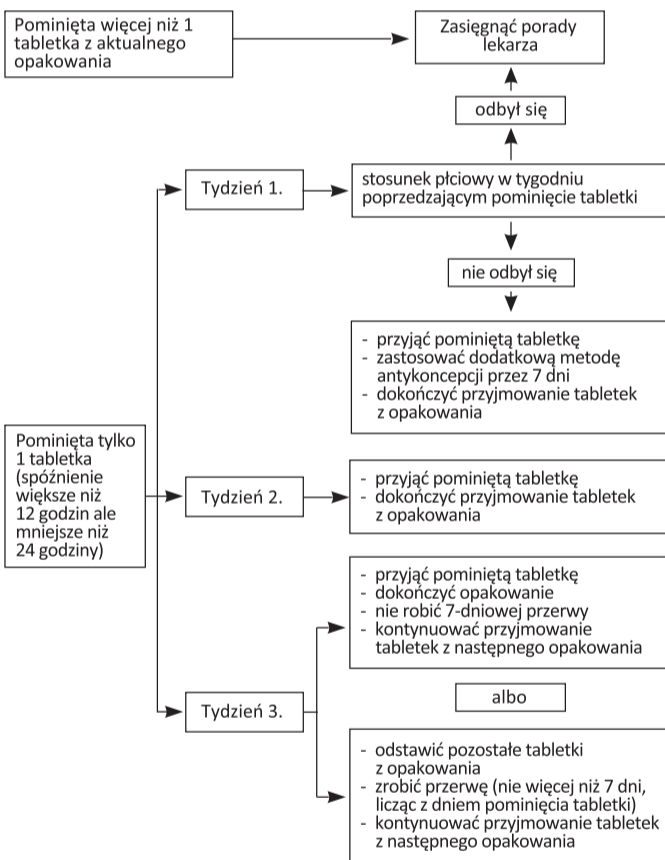 Pominięta więcej niż 1
tabletka z aktualnego
opakowania
Zasięgnąć porady
lekarza
odbył się
Tydzień 1.
stosunek płciowy w tygodniu
poprzedzającym pominięcie tabletki
nie odbył się
- przyjąć pominiętą tabletkę
- zastosować dodatkową metodę
antykoncepcji przez 7 dni
- dokończyć przyjmowanie tabletek
z opakowania
Pominięta tylko
1 tabletka
(spóźnienie
większe niż
12 godzin ale
mniejsze niż
24 godziny)
Tydzień 2.
- przyjąć pominiętą tabletkę
- dokończyć przyjmowanie tabletek
z opakowania
Tydzień 3.
- przyjąć pominiętą tabletkę
- dokończyć opakowanie
- nie robić 7-dniowej przerwy
- kontynuować przyjmowanie
tabletek z następnego opakowania
albo
- odstawić pozostałe tabletki
z opakowania
- zrobić przerwę (nie więcej niż 7 dni,
licząc z dniem pominięcia tabletki)
- kontynuować przyjmowanie tabletek
z następnego opakowania